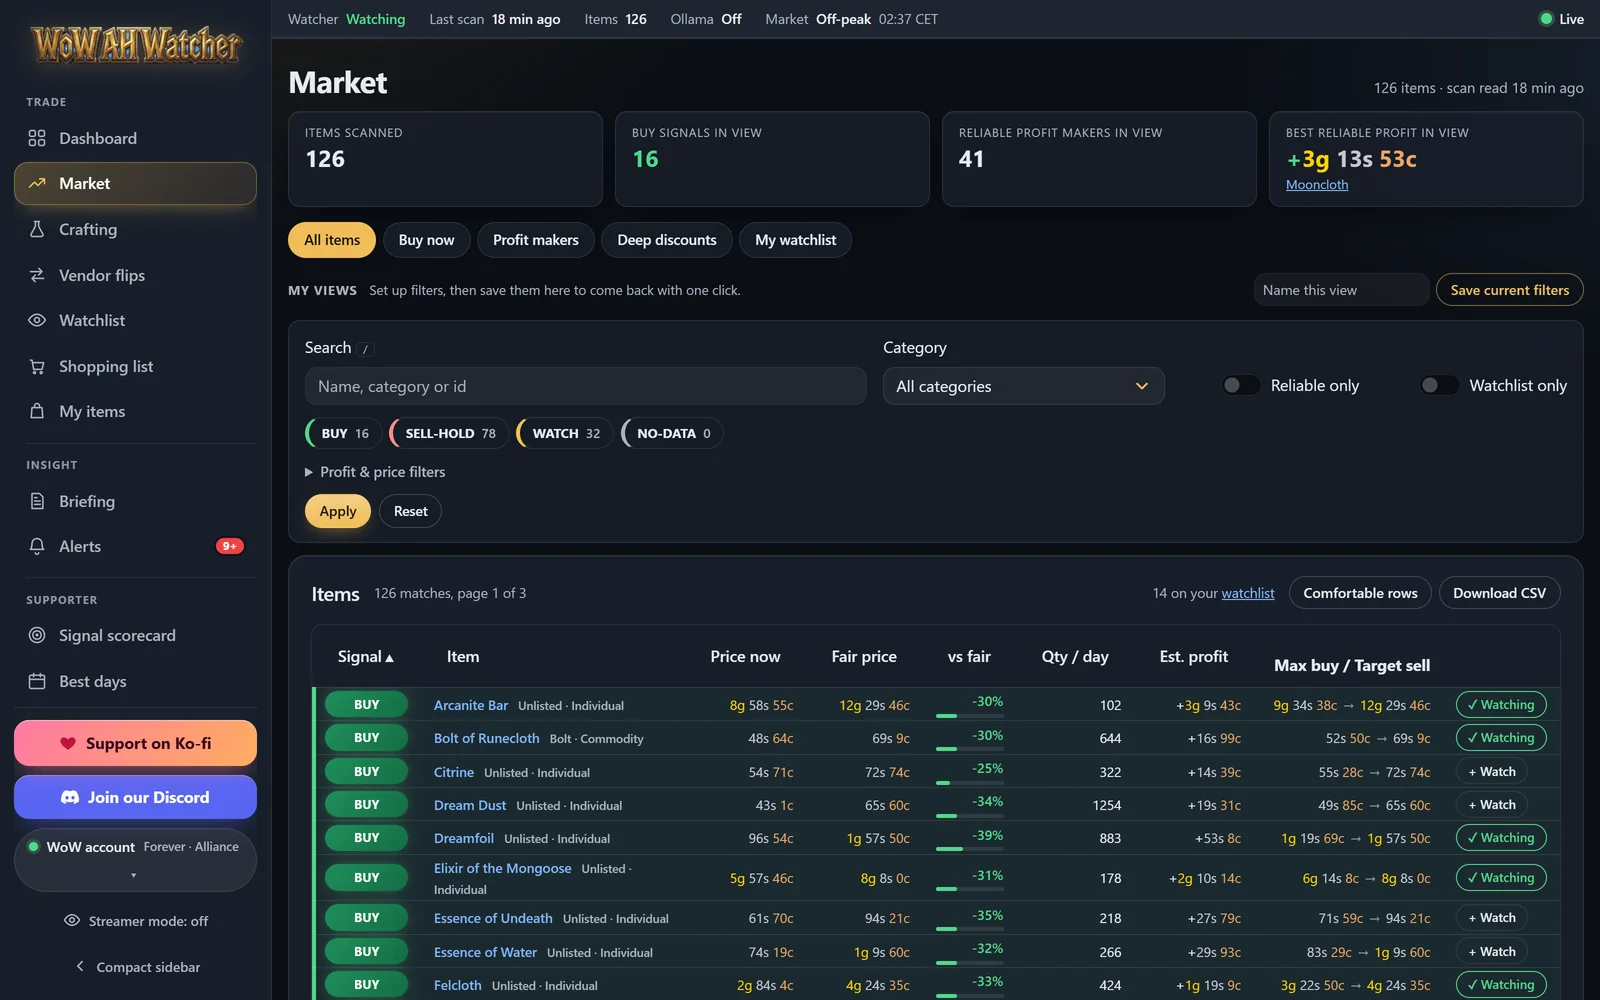 WoW AH Watcher
Watcher Watching Last scan 18 min ago Items 126 Ollama Off Market Off-peak 02:37 CET Live
TRADE
Dashboard
Market
Crafting
Vendor flips
Watchlist
Shopping list
My items
INSIGHT
Briefing
Alerts 9+
SUPPORTER
Signal scorecard
Best days
Support on Ko-fi
Join our Discord
WoW account Forever · Alliance
Streamer mode: off
Compact sidebar
Market
126 items · scan read 18 min ago
ITEMS SCANNED
126
BUY SIGNALS IN VIEW
16
RELIABLE PROFIT MAKERS IN VIEW
41
BEST RELIABLE PROFIT IN VIEW
+3g 13s 53c
Mooncloth
All items Buy now Profit makers Deep discounts My watchlist
MY VIEWS Set up filters, then save them here to come back with one click. Name this view Save current filters
Search / Category
Name, category or id All categories Reliable only Watchlist only
BUY 16 SELL-HOLD 78 WATCH 32 NO-DATA 0
Profit & price filters
Apply Reset
Items 126 matches, page 1 of 3 14 on your watchlist Comfortable rows Download CSV
Signal ▲ Item Price now Fair price vs fair Qty / day Est. profit Max buy / Target sell
BUY Arcanite Bar Unlisted · Individual 8g 58s 55c 12g 29s 46c -30% 102 +3g 9s 43c 9g 34s 38c → 12g 29s 46c ✓ Watching
BUY Bolt of Runecloth Bolt · Commodity 48s 64c 69s 9c -30% 644 +16s 99c 52s 50c → 69s 9c ✓ Watching
BUY Citrine Unlisted · Individual 54s 71c 72s 74c -25% 322 +14s 39c 55s 28c → 72s 74c + Watch
BUY Dream Dust Unlisted · Individual 43s 1c 65s 60c -34% 1254 +19s 31c 49s 85c → 65s 60c + Watch
BUY Dreamfoil Unlisted · Individual 96s 54c 1g 57s 50c -39% 883 +53s 8c 1g 19s 69c → 1g 57s 50c ✓ Watching
BUY Elixir of the Mongoose Unlisted · Individual 5g 57s 46c 8g 8s 0c -31% 178 +2g 10s 14c 6g 14s 8c → 8g 8s 0c ✓ Watching
BUY Essence of Undeath Unlisted · Individual 61s 70c 94s 21c -35% 218 +27s 79c 71s 59c → 94s 21c + Watch
BUY Essence of Water Unlisted · Individual 74s 19c 1g 9s 60c -32% 266 +29s 93c 83s 29c → 1g 9s 60c + Watch
BUY Felcloth Unlisted · Individual 2g 84s 4c 4g 24s 35c -33% 424 +1g 19s 9c 3g 22s 50c → 4g 24s 35c ✓ Watching